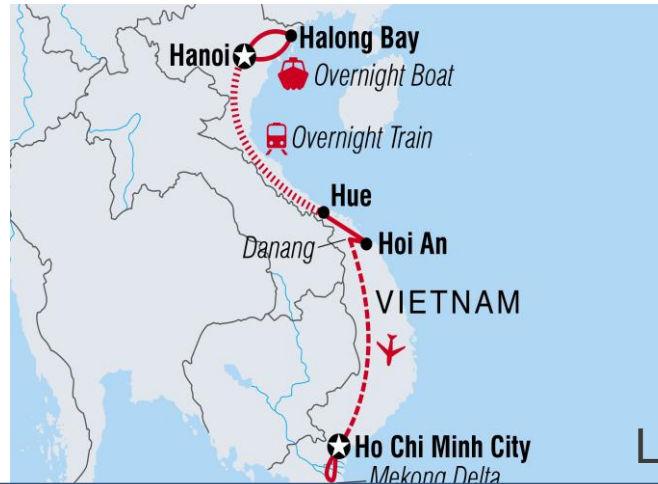 Halong Bay
Hanoi
Overnight Boat
Overnight Train
Hue
Danang
Hoi An
VIETNAM
Ho Chi Minh City
L
Mekong Delta